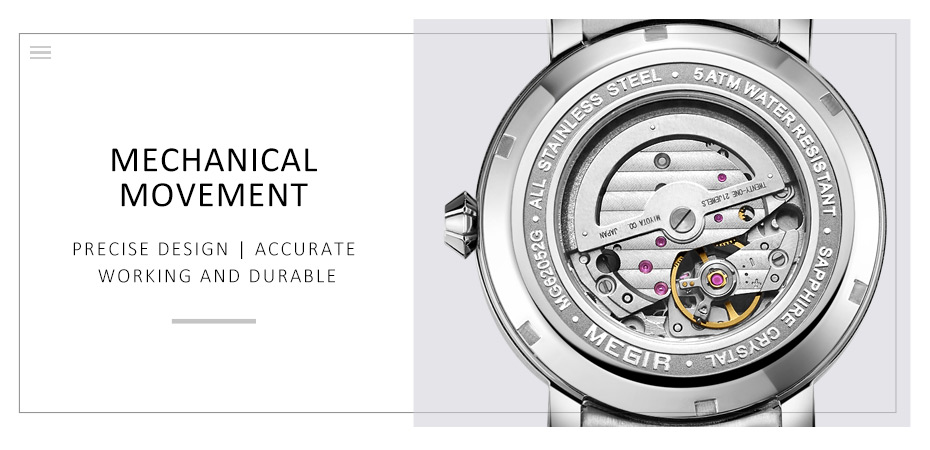 MECHANICAL
MOVEMENT
PRECISE DESIGN | ACCURATE
WORKING AND DURABLE
MEGIR • MG62052G • ALL STAINLESS STEEL • 5ATM WATER RESISTANT • SAPPHIRE CRYSTAL •
TWENTY-ONE 21JEWELS
MIYOTA CO. JAPAN